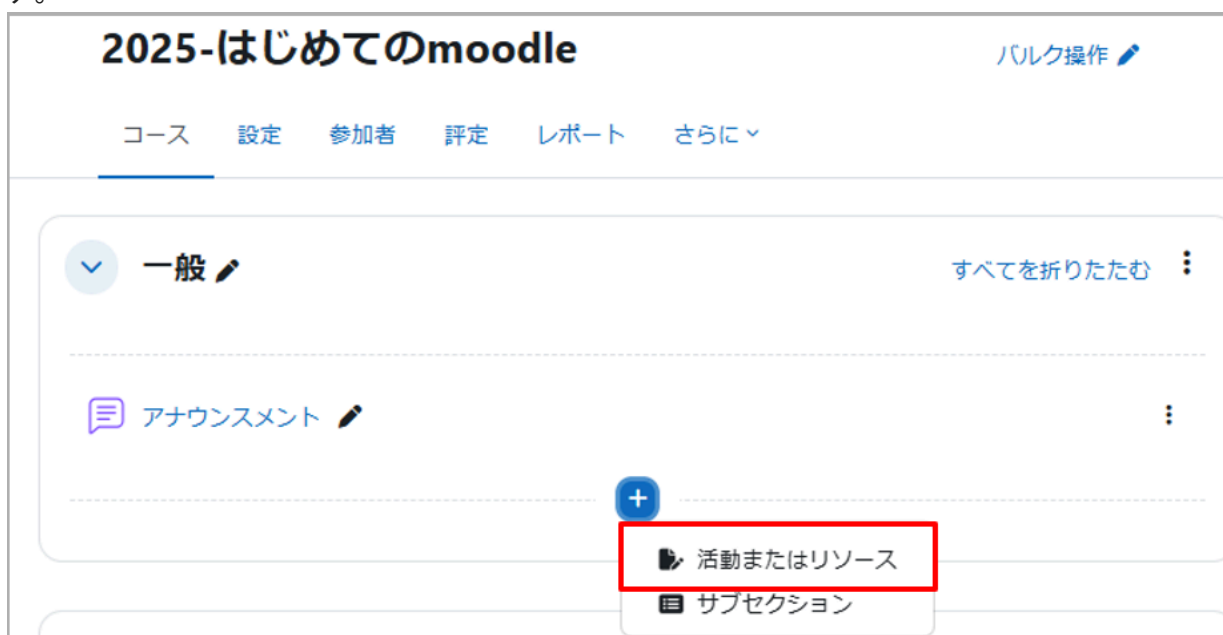 す。
2025-はじめてのmoodle
バルク操作
コース 設定 参加者 評定 レポート さらに
一般
すべてを折りたたむ
アナウンスメント
活動またはリソース
サブセクション